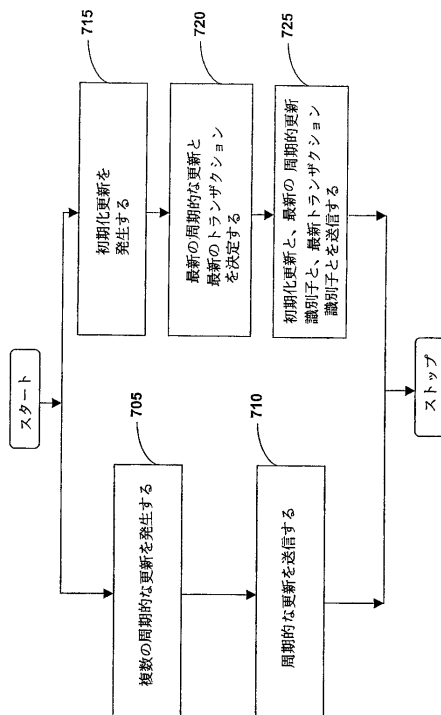 スタート
705
複数の周期的な更新を発生する
710
周期的な更新を送信する
715
初期化更新を
発生する
720
最新の周期的な更新と
最新のトランザクション
を決定する
725
初期化更新と、最新の 周期的更新
識別子と、最新トランザクション
識別子とを送信する
ストップ